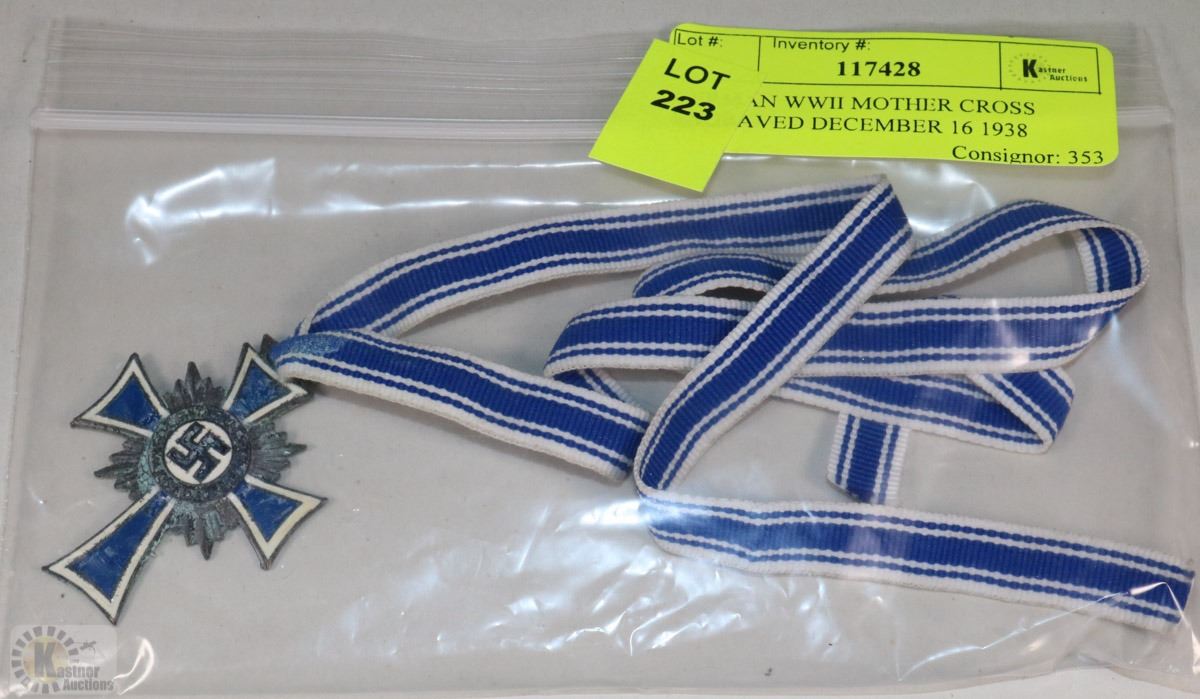 Lot #:
Inventory #:
117428
Kastner
Auctions
LOT
223
AN WWII MOTHER CROSS
AVED DECEMBER 16 1938
Consignor: 353
Kastner
Auctions